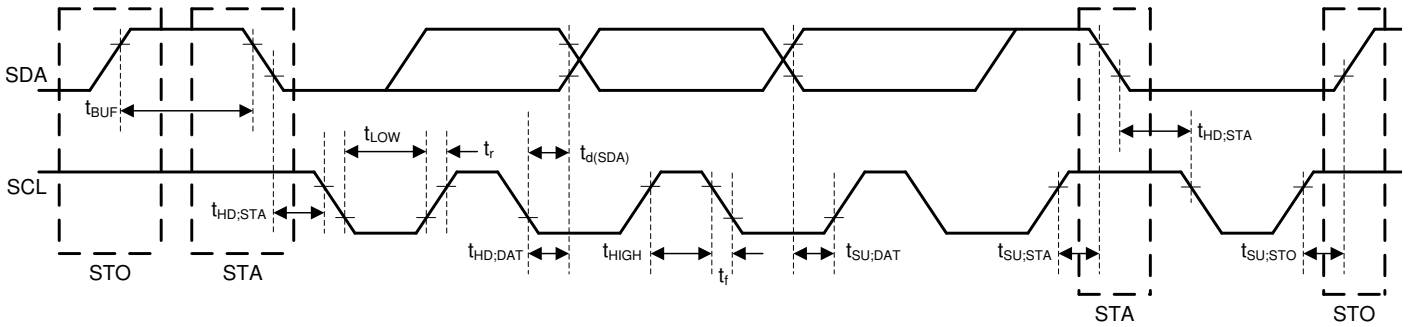 SDA
t_BUF
t_LOW
t_r
t_d(SDA)
t_HD;STA
SCL
t_HD;STA
t_HD;DAT
t_HIGH
t_f
t_SU;DAT
t_SU;STA
t_SU;STO
STO
STA
STA
STO